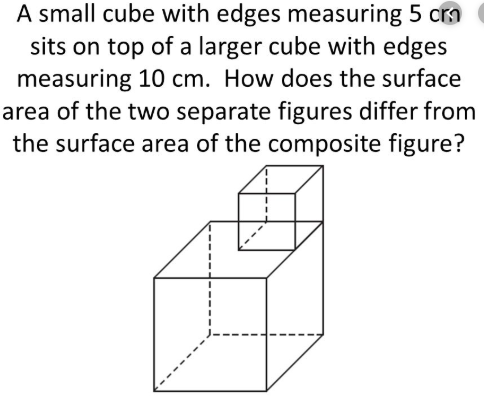 A small cube with edges measuring 5 cm
sits on top of a larger cube with edges
measuring 10 cm. How does the surface
area of the two separate figures differ from
the surface area of the composite figure?